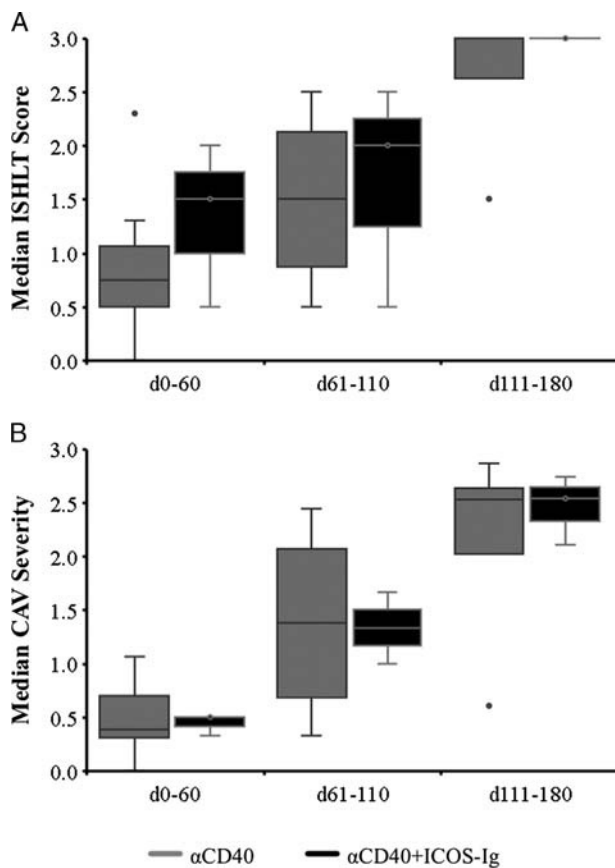 A
Median ISHLT Score
3.0
2.5
2.0
1.5
1.0
0.5
0.0
d0-60 d61-110 d111-180
B
Median CAV Severity
3.0
2.5
2.0
1.5
1.0
0.5
0.0
d0-60 d61-110 d111-180
αCD40 αCD40+ICOS-Ig